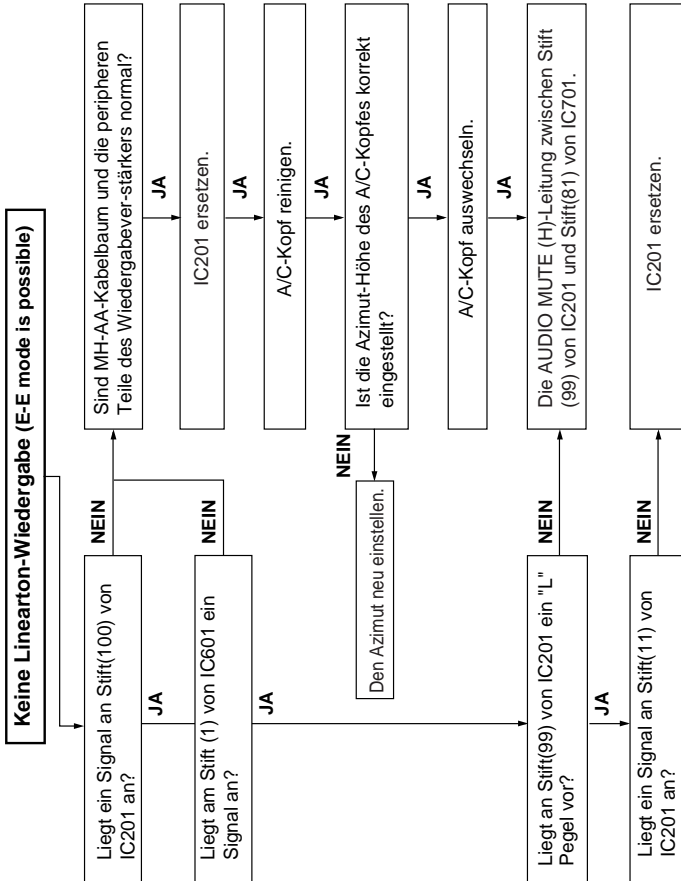 Keine Linearton-Wiedergabe (E-E mode is possible)
Liegt ein Signal an Stift(100) von
IC201 an?
NEIN
JA
Liegt am Stift (1) von IC601 ein
Signal an?
NEIN
JA
Liegt an Stift(99) von IC201 ein "L"
Pegel vor?
NEIN
JA
Liegt ein Signal an Stift(11) von
IC201 an?
NEIN
Sind MH-AA-Kabelbaum und die peripheren
Teile des Wiedergabever-stärkers normal?
JA
IC201 ersetzen.
JA
A/C-Kopf reinigen.
JA
Ist die Azimut-Höhe des A/C-Kopfes korrekt
eingestellt?
NEIN
Den Azimut neu einstellen.
JA
A/C-Kopf auswechseln.
JA
Die AUDIO MUTE (H)-Leitung zwischen Stift
(99) von IC201 und Stift(81) von IC701.
IC201 ersetzen.